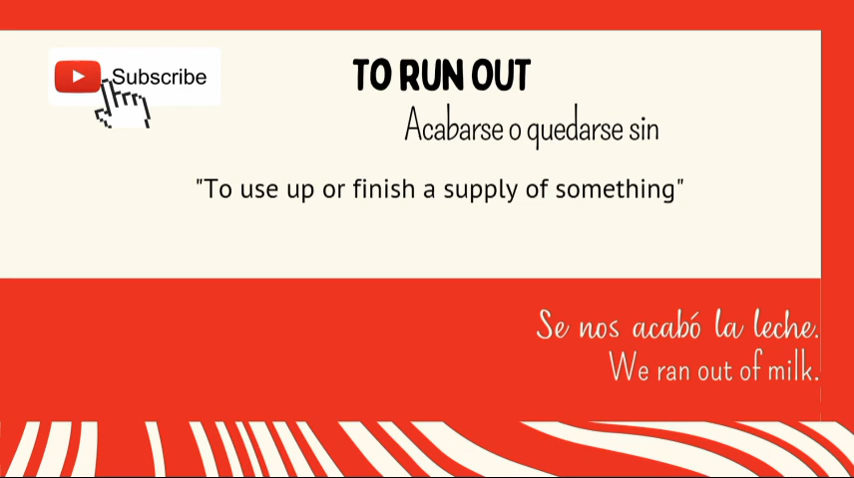 Subscribe
TO RUN OUT
Acabarse o quedarse sin
"To use up or finish a supply of something"
Se nos acabó la leche.
We ran out of milk.